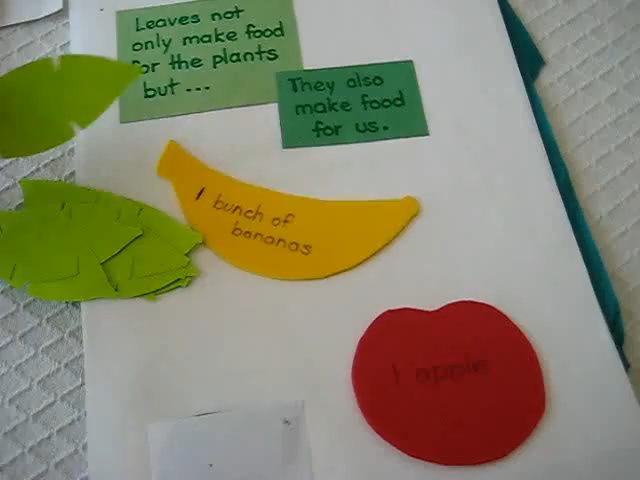 Leaves not
only make food
for the plants
but ...
They also
make food
for us.
1 bunch of
bananas
1 apple